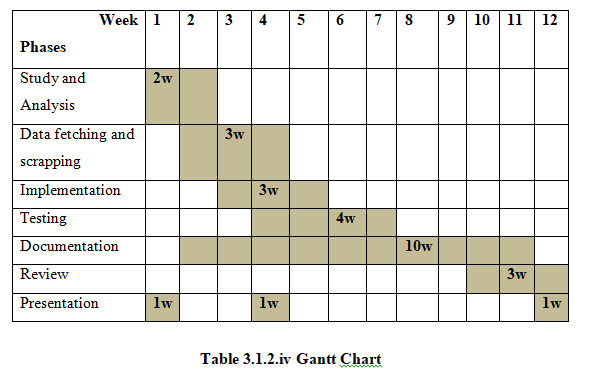 Week 1 2 3 4 5 6 7 8 9 10 11 12
Phases
Study and 2w
Analysis
Data fetching and 3w
scrapping
Implementation 3w
Testing 4w
Documentation 10w
Review 3w
Presentation 1w 1w 1w
Table 3.1.2.iv Gantt Chart